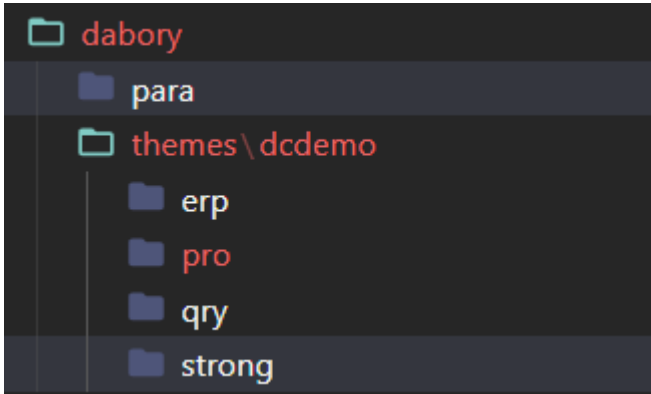 dabory
para
themes\dcdemo
erp
pro
qry
strong